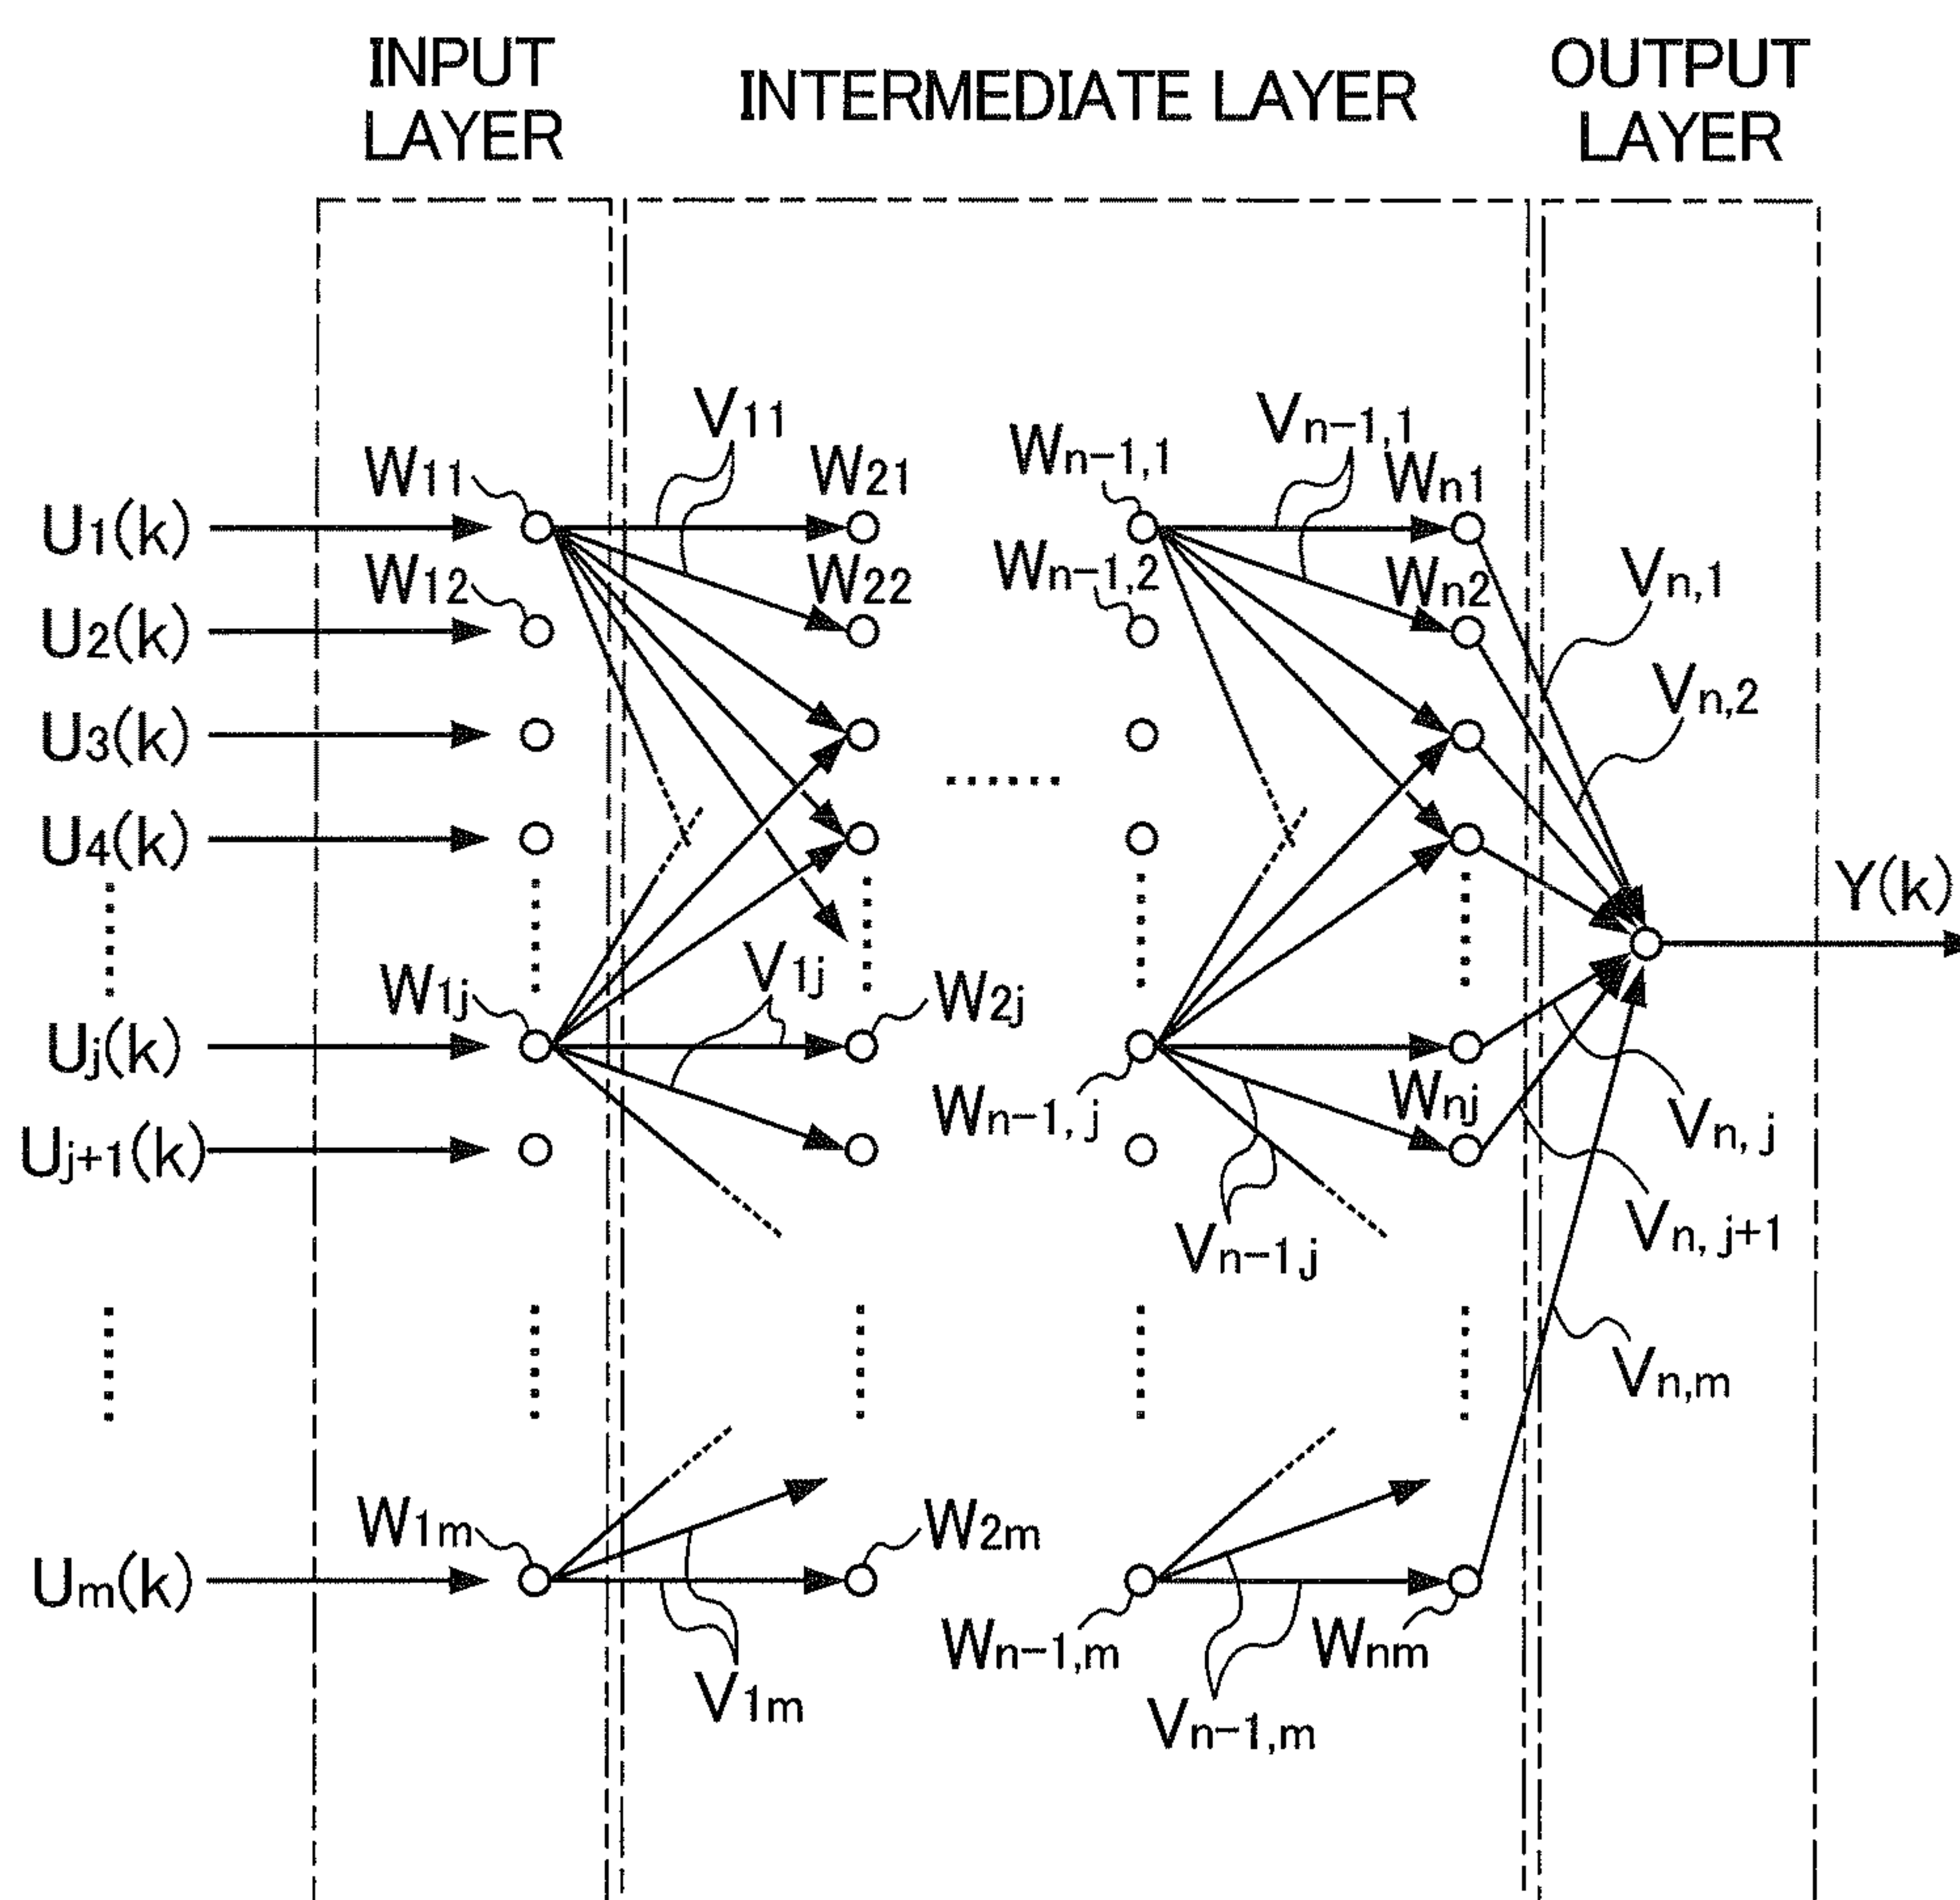 INPUT
LAYER
INTERMEDIATE LAYER
OUTPUT
LAYER
V11
Vn-1,1
W11
W21
Wn-1,1
Wn1
U1(k)
W12
W22
Wn-1,2
Wn2
Vn,1
U2(k)
Vn,2
U3(k)
U4(k)
Y(k)
W1j
V1j
W2j
Uj(k)
Wn-1, j
Wnj
Vn, j
Uj+1(k)
Vn-1,j
Vn, j+1
Vn,m
W1m
W2m
Um(k)
Wn-1,m
Wnm
V1m
Vn-1,m